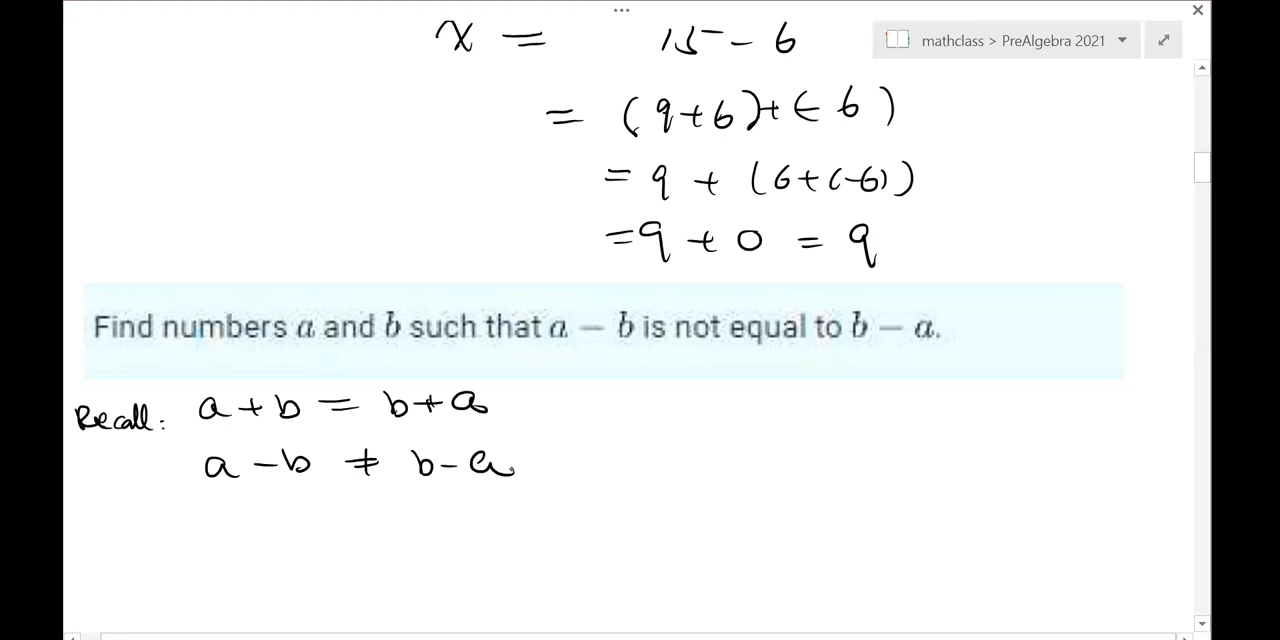 x = 15 - 6
mathclass > PreAlgebra 2021
= (9+6)+(-6)
= 9 + (6+(-6))
=9 + 0 = 9
Find numbers a and b such that a − b is not equal to b − a.
Recall: a + b = b + a
a - b ≠ b - a